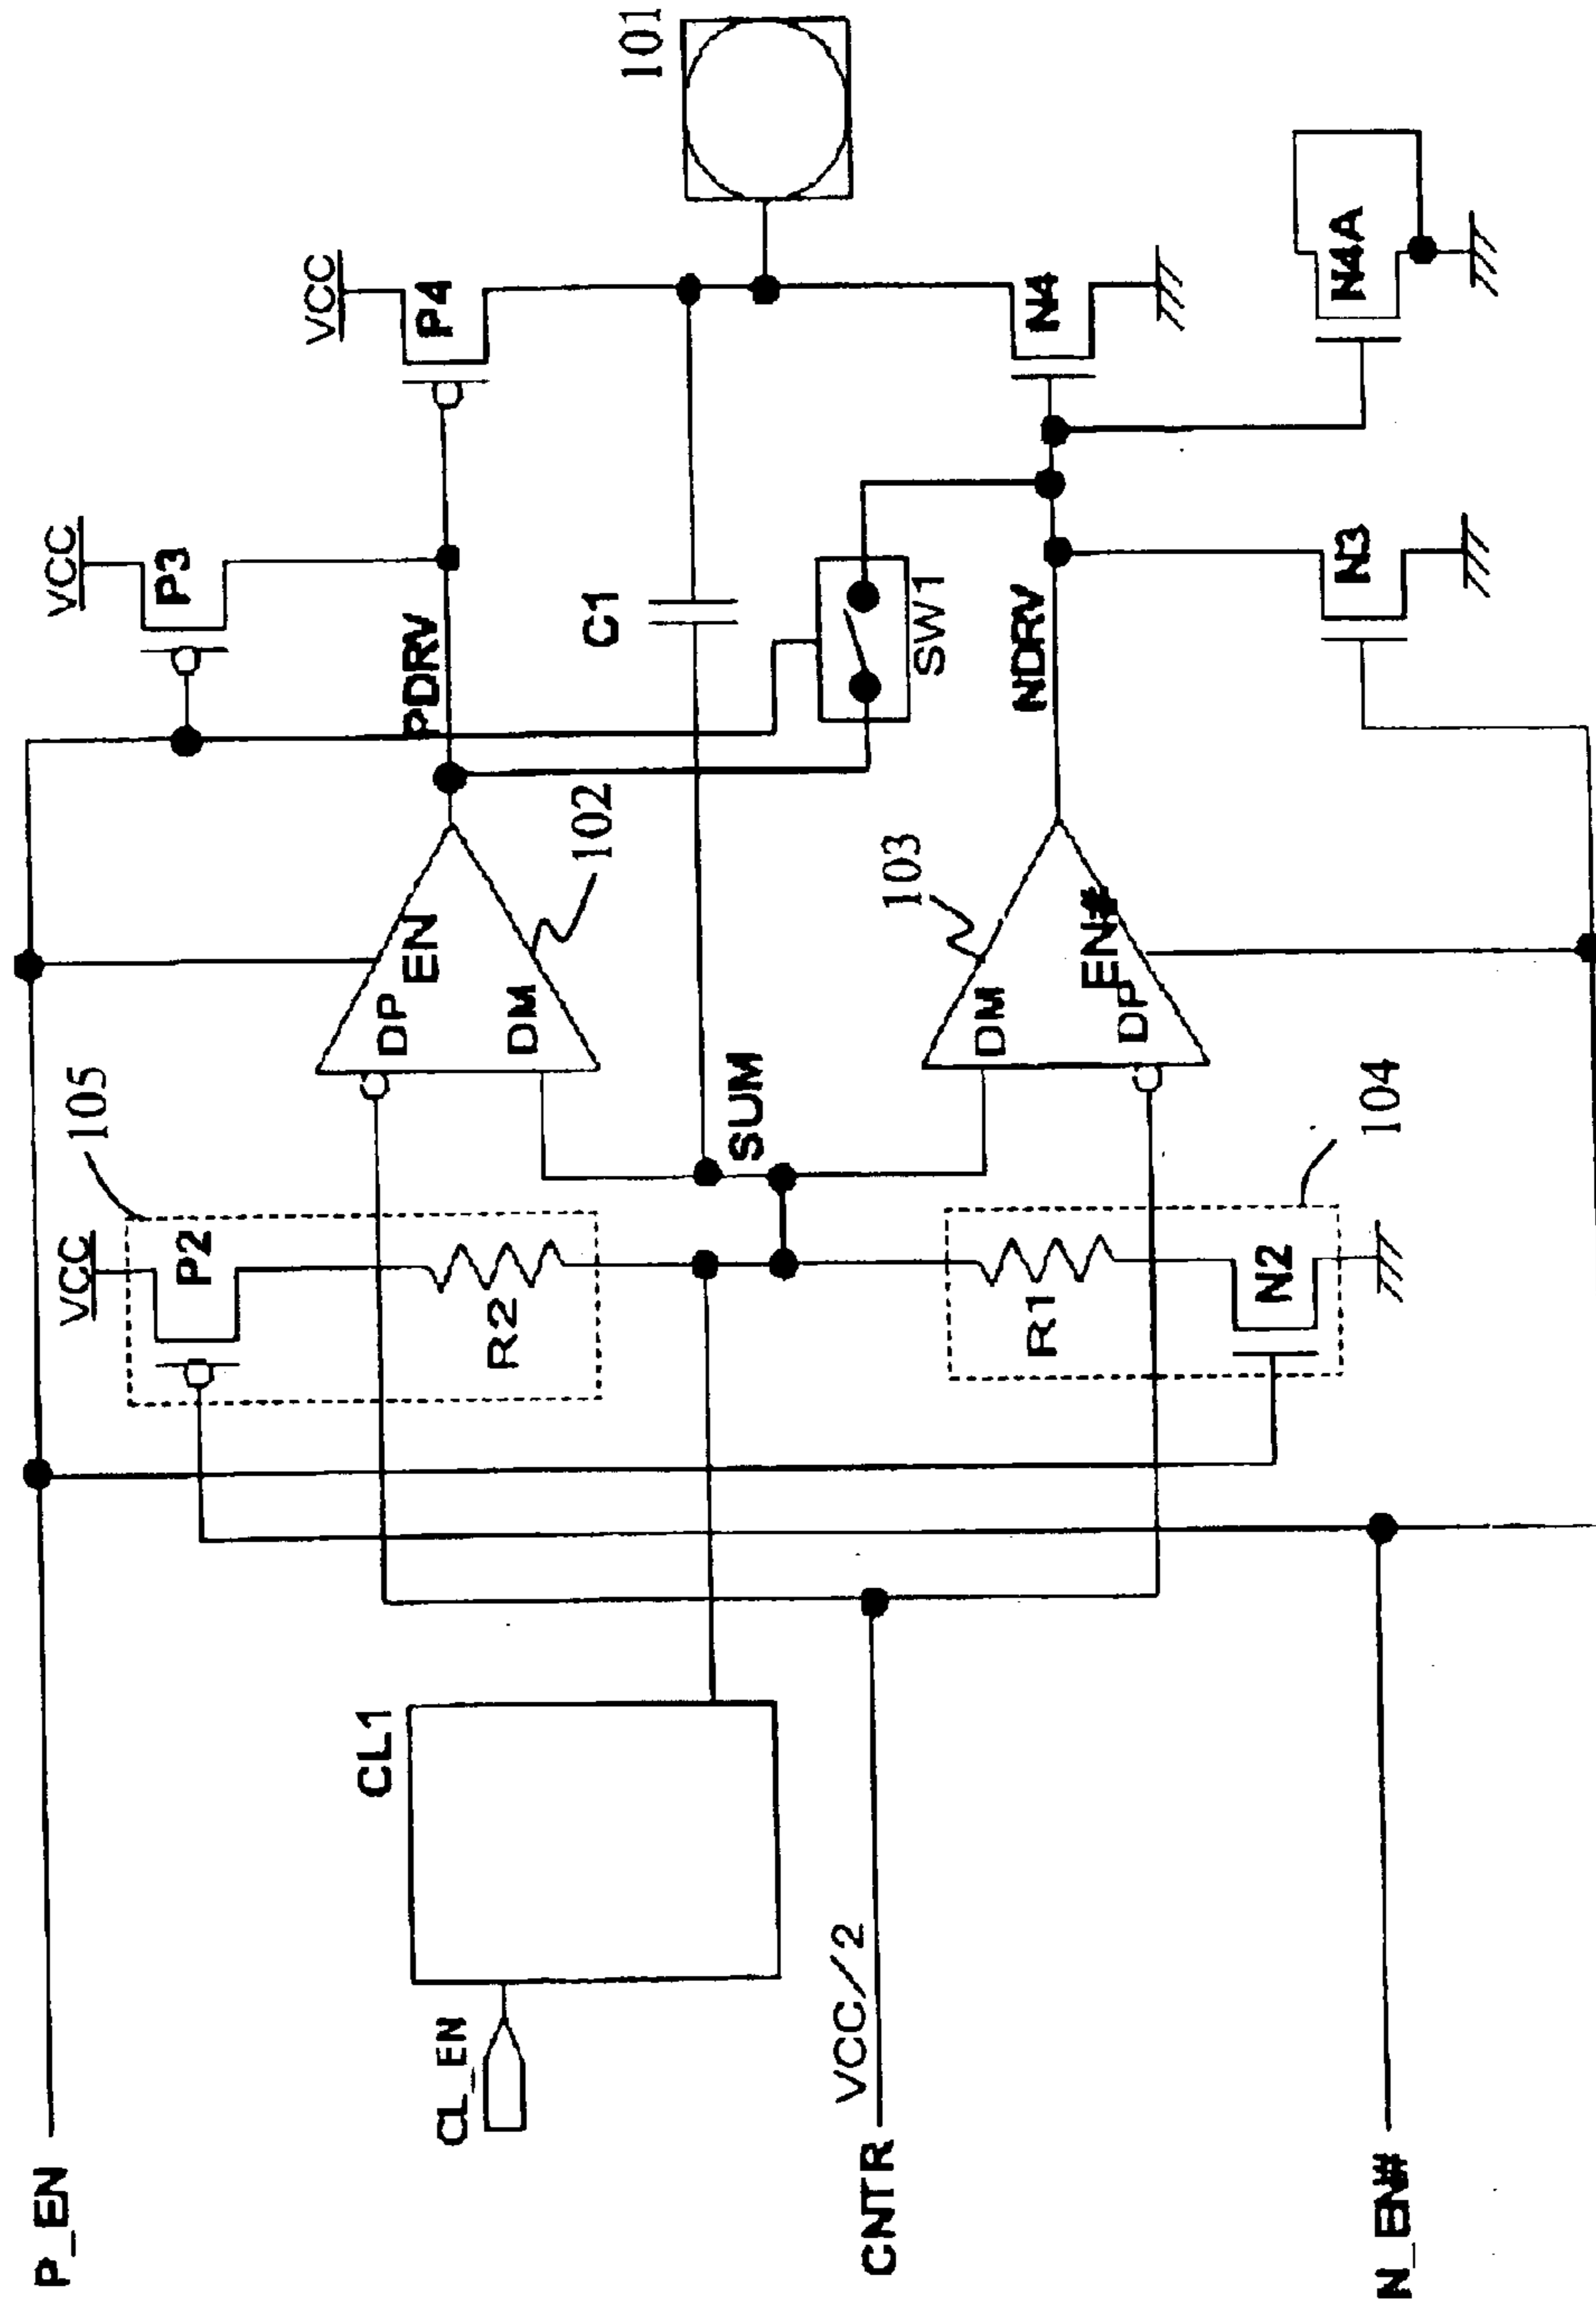 P_EN
VCC
105
P2
VCC
P3
VCC
P4
101
DP
EN
DM
102
PDRV
R2
CL1
CL_EN
C1
SUM
SW1
VCC/2
CNTR
103
DM
EN#
DP
NDRV
N4
R1
N2
104
N3
N4A
N_EN#